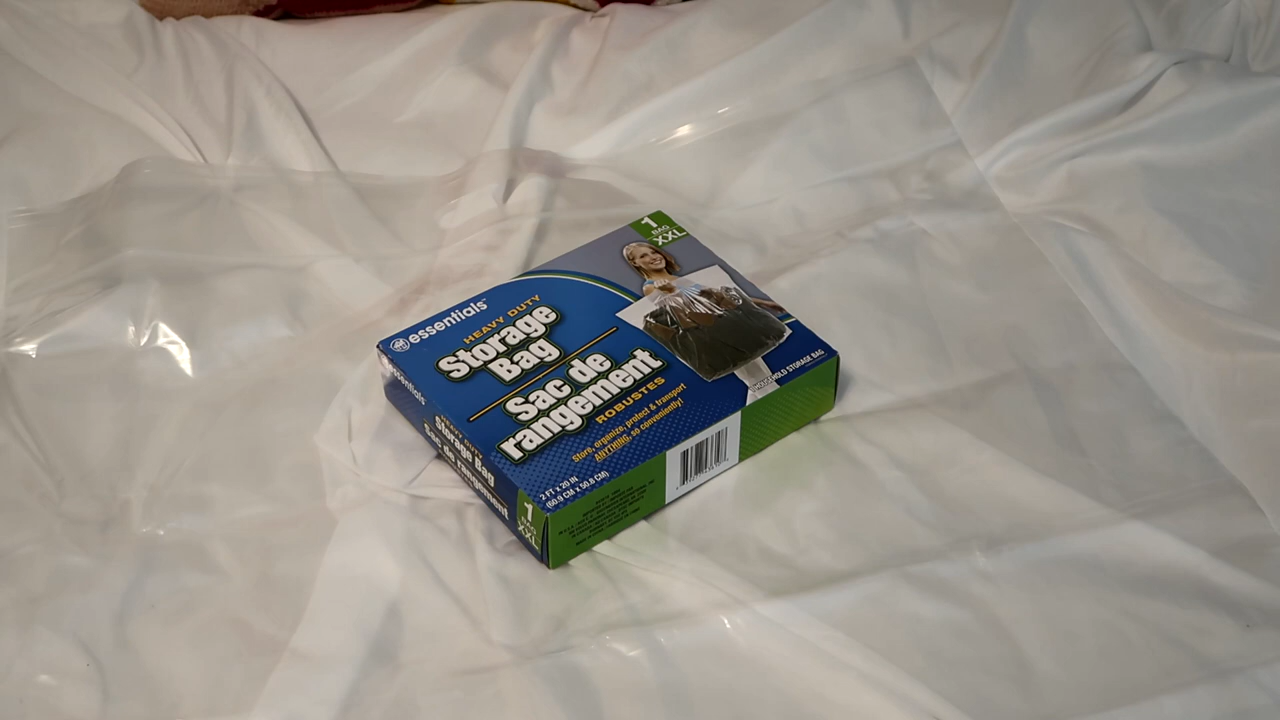 essentials™
HEAVY DUTY
Storage
Bag
Sac de
rangement
ROBUSTES
Store, organize, protect & transport
ANYTHING, so conveniently!
2 FT x 20 IN
(60.9 CM x 50.8 CM)
1
BAG
XXL
HOUSEHOLD STORAGE BAG
essentials
HEAVY DUTY
Storage Bag
Sac de rangement
1
BAG
XXL